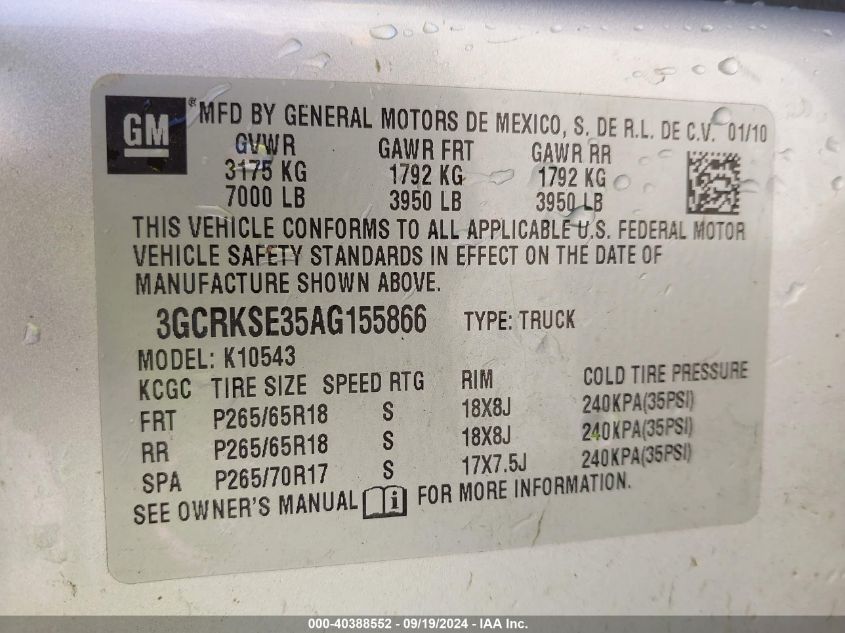 GM ® MFD BY GENERAL MOTORS DE MEXICO, S. DE R.L. DE C.V. 01/10
GVWR GAWR FRT GAWR RR
3175 KG 1792 KG 1792 KG
7000 LB 3950 LB 3950 LB
THIS VEHICLE CONFORMS TO ALL APPLICABLE U.S. FEDERAL MOTOR
VEHICLE SAFETY STANDARDS IN EFFECT ON THE DATE OF
MANUFACTURE SHOWN ABOVE.
3GCRKSE35AG155866 TYPE: TRUCK
MODEL: K10543
KCGC TIRE SIZE SPEED RTG RIM COLD TIRE PRESSURE
FRT P265/65R18 S 18X8J 240KPA(35PSI)
RR P265/65R18 S 18X8J 240KPA(35PSI)
SPA P265/70R17 S 17X7.5J 240KPA(35PSI)
SEE OWNER'S MANUAL i FOR MORE INFORMATION.
000-40388552 - 09/19/2024 - IAA Inc.